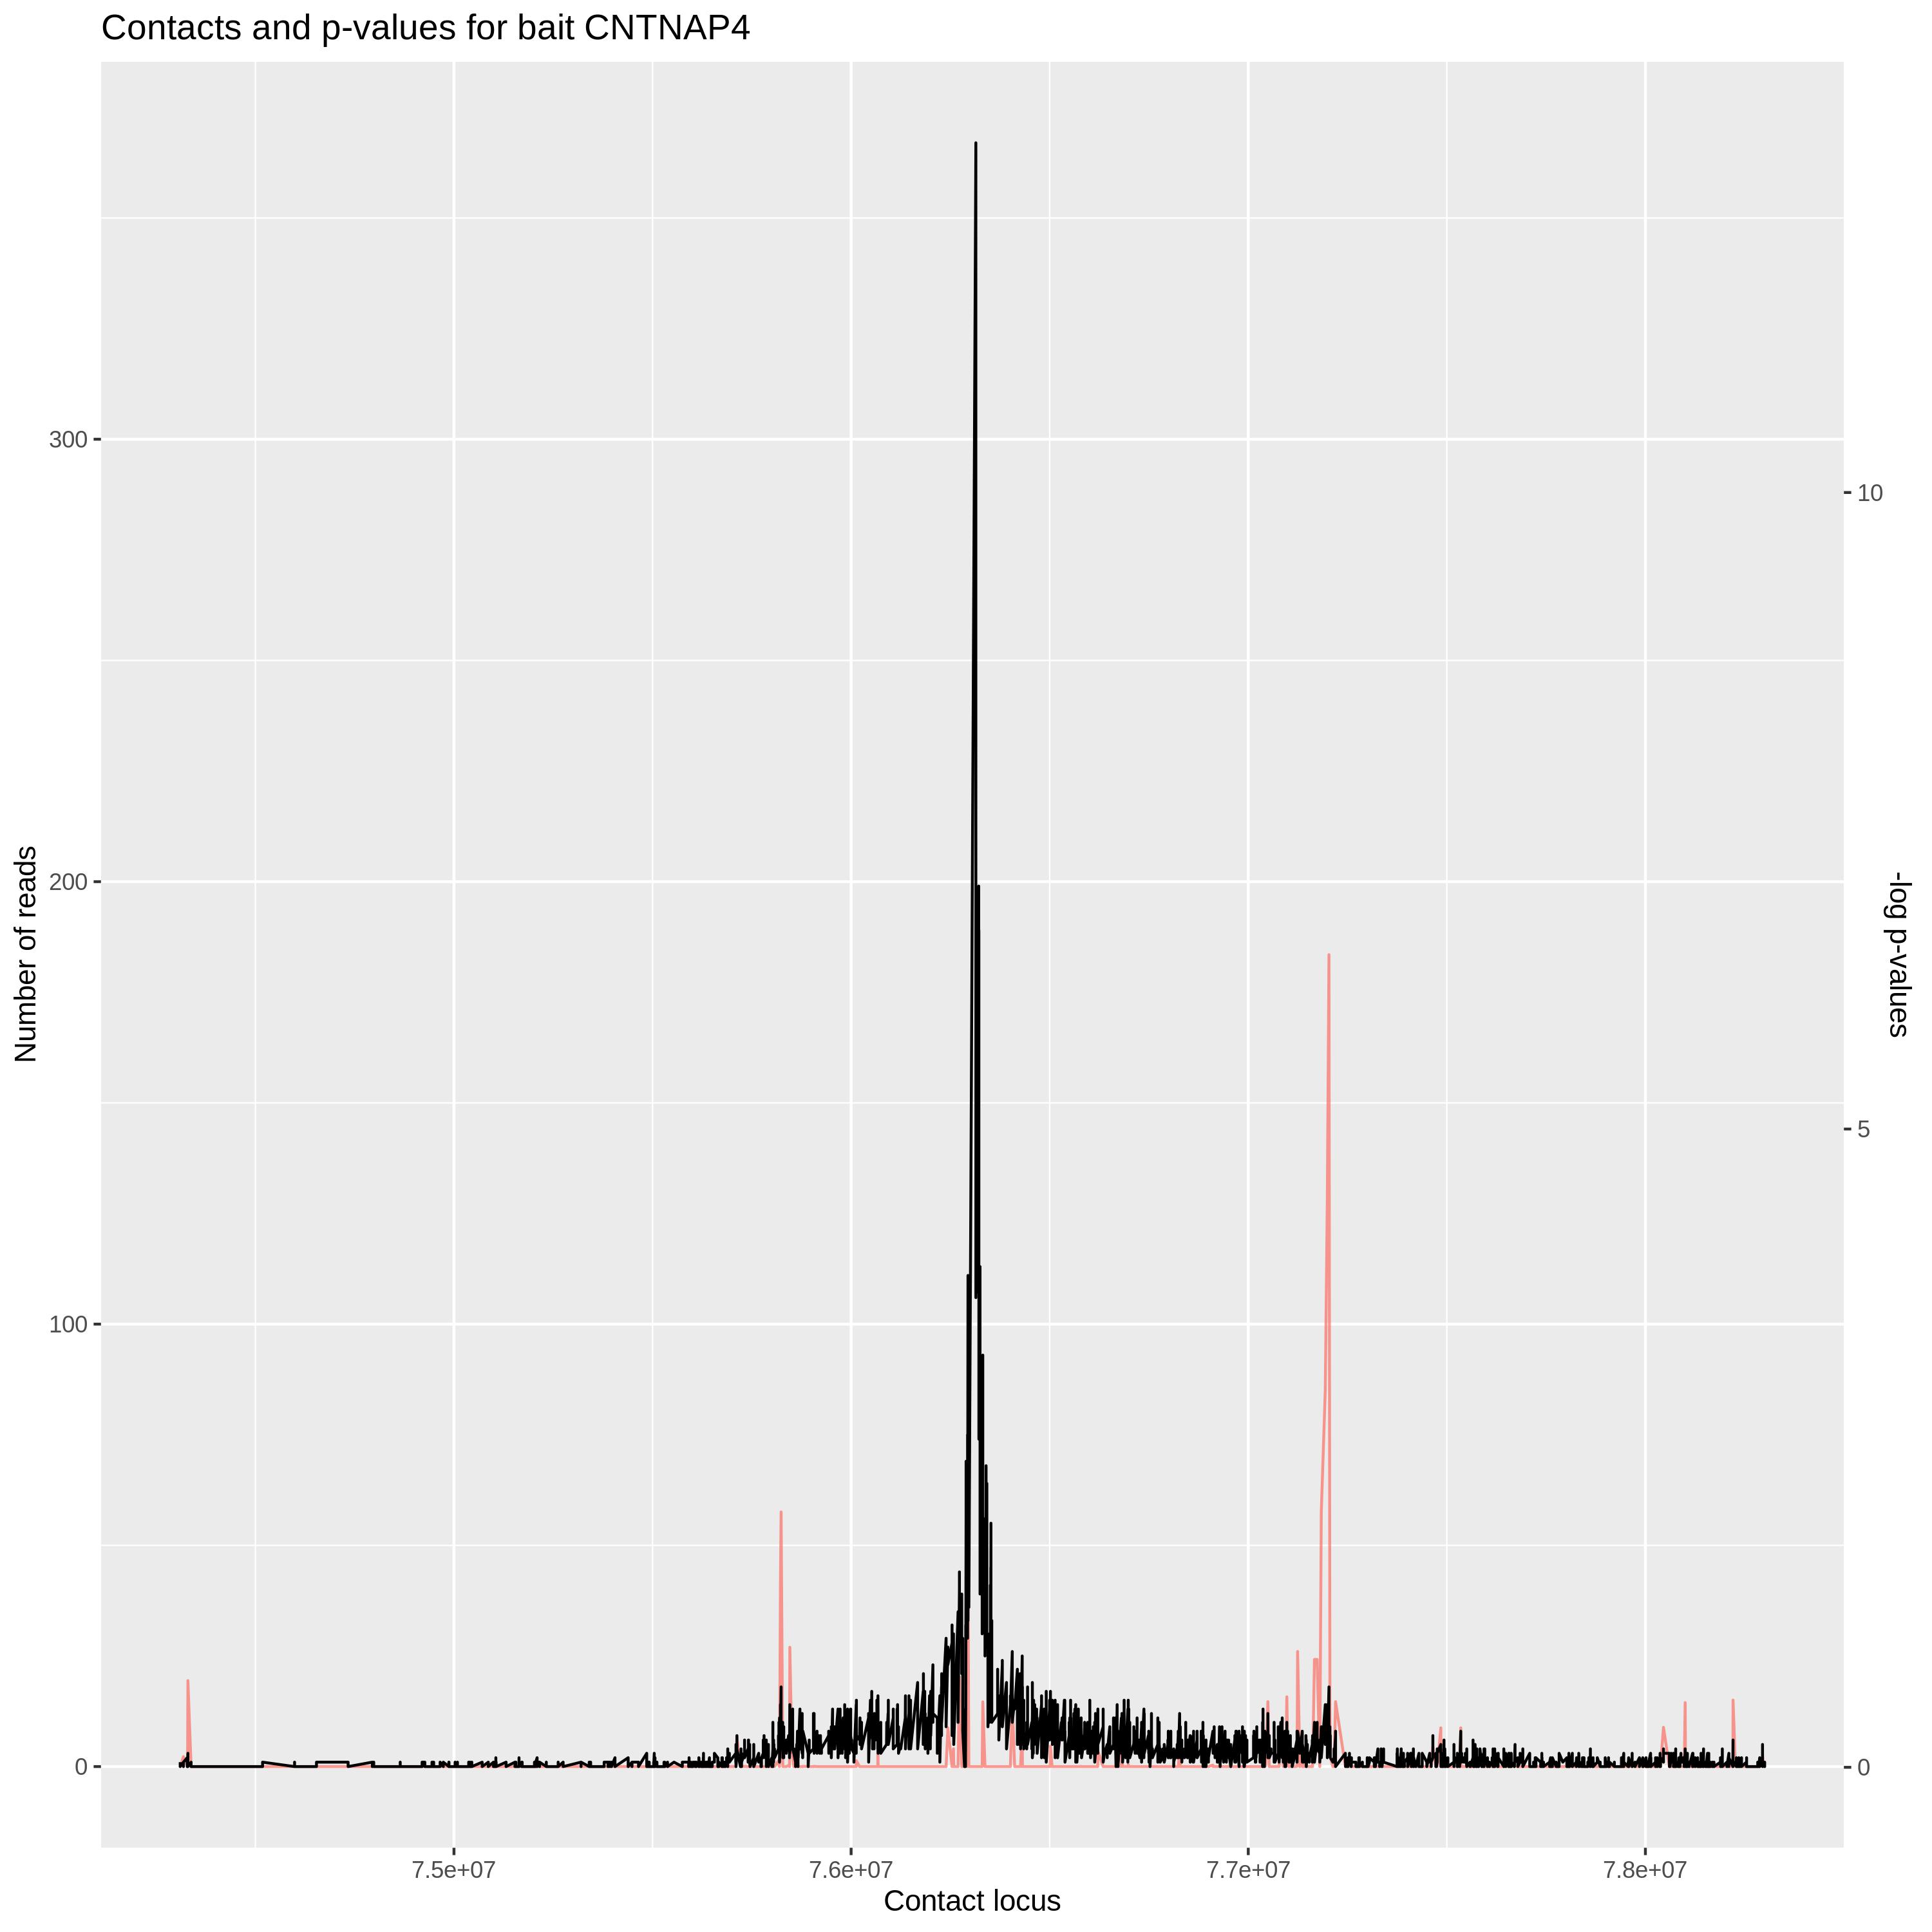 Contacts and p-values for bait CNTNAP4
Number of reads
300
200
100
0
10
5
0
-log p-values
7.5e+07
7.6e+07
7.7e+07
7.8e+07
Contact locus